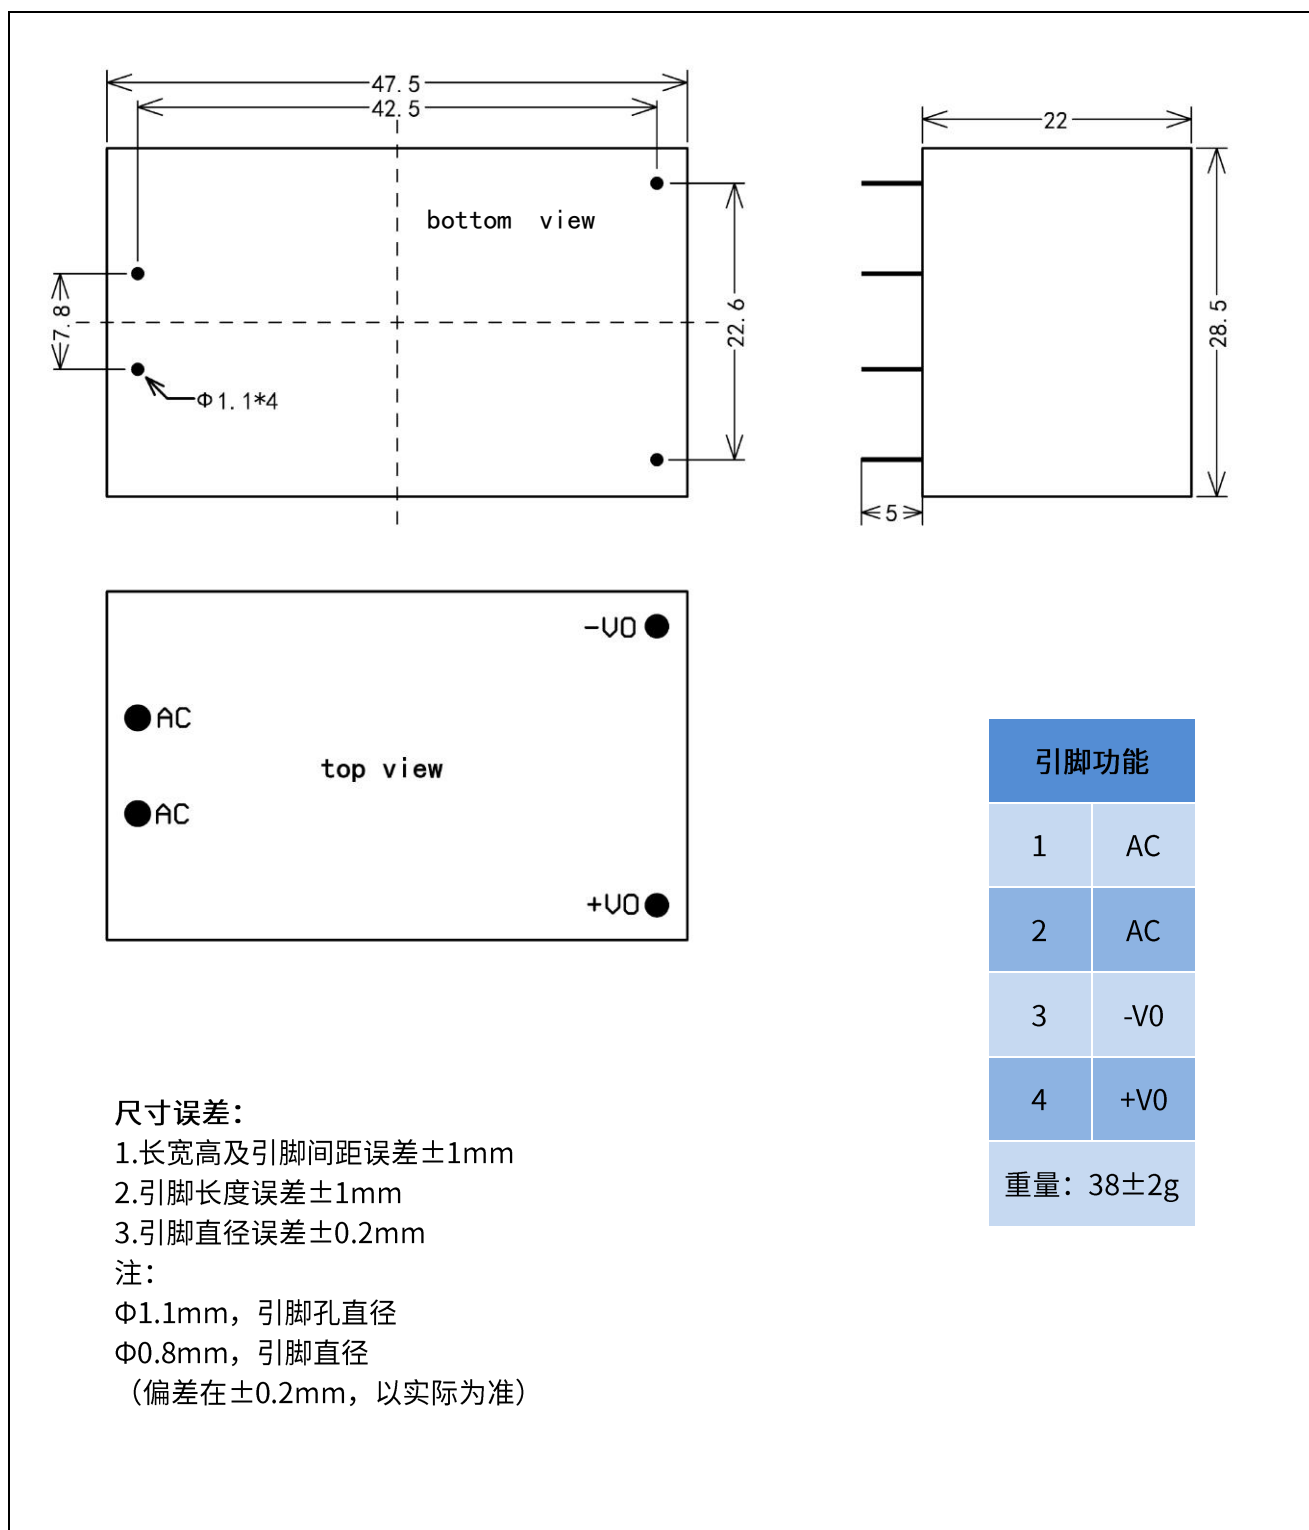 47.5
42.5
22
bottom view
7.8
22.6
28.5
Φ1.1*4
5
-VO
AC
top view
AC
+VO
引脚功能
1 AC
2 AC
3 -V0
4 +V0
重量：38±2g
尺寸误差：
1.长宽高及引脚间距误差±1mm
2.引脚长度误差±1mm
3.引脚直径误差±0.2mm
注：
Φ1.1mm，引脚孔直径
Φ0.8mm，引脚直径
（偏差在±0.2mm，以实际为准）